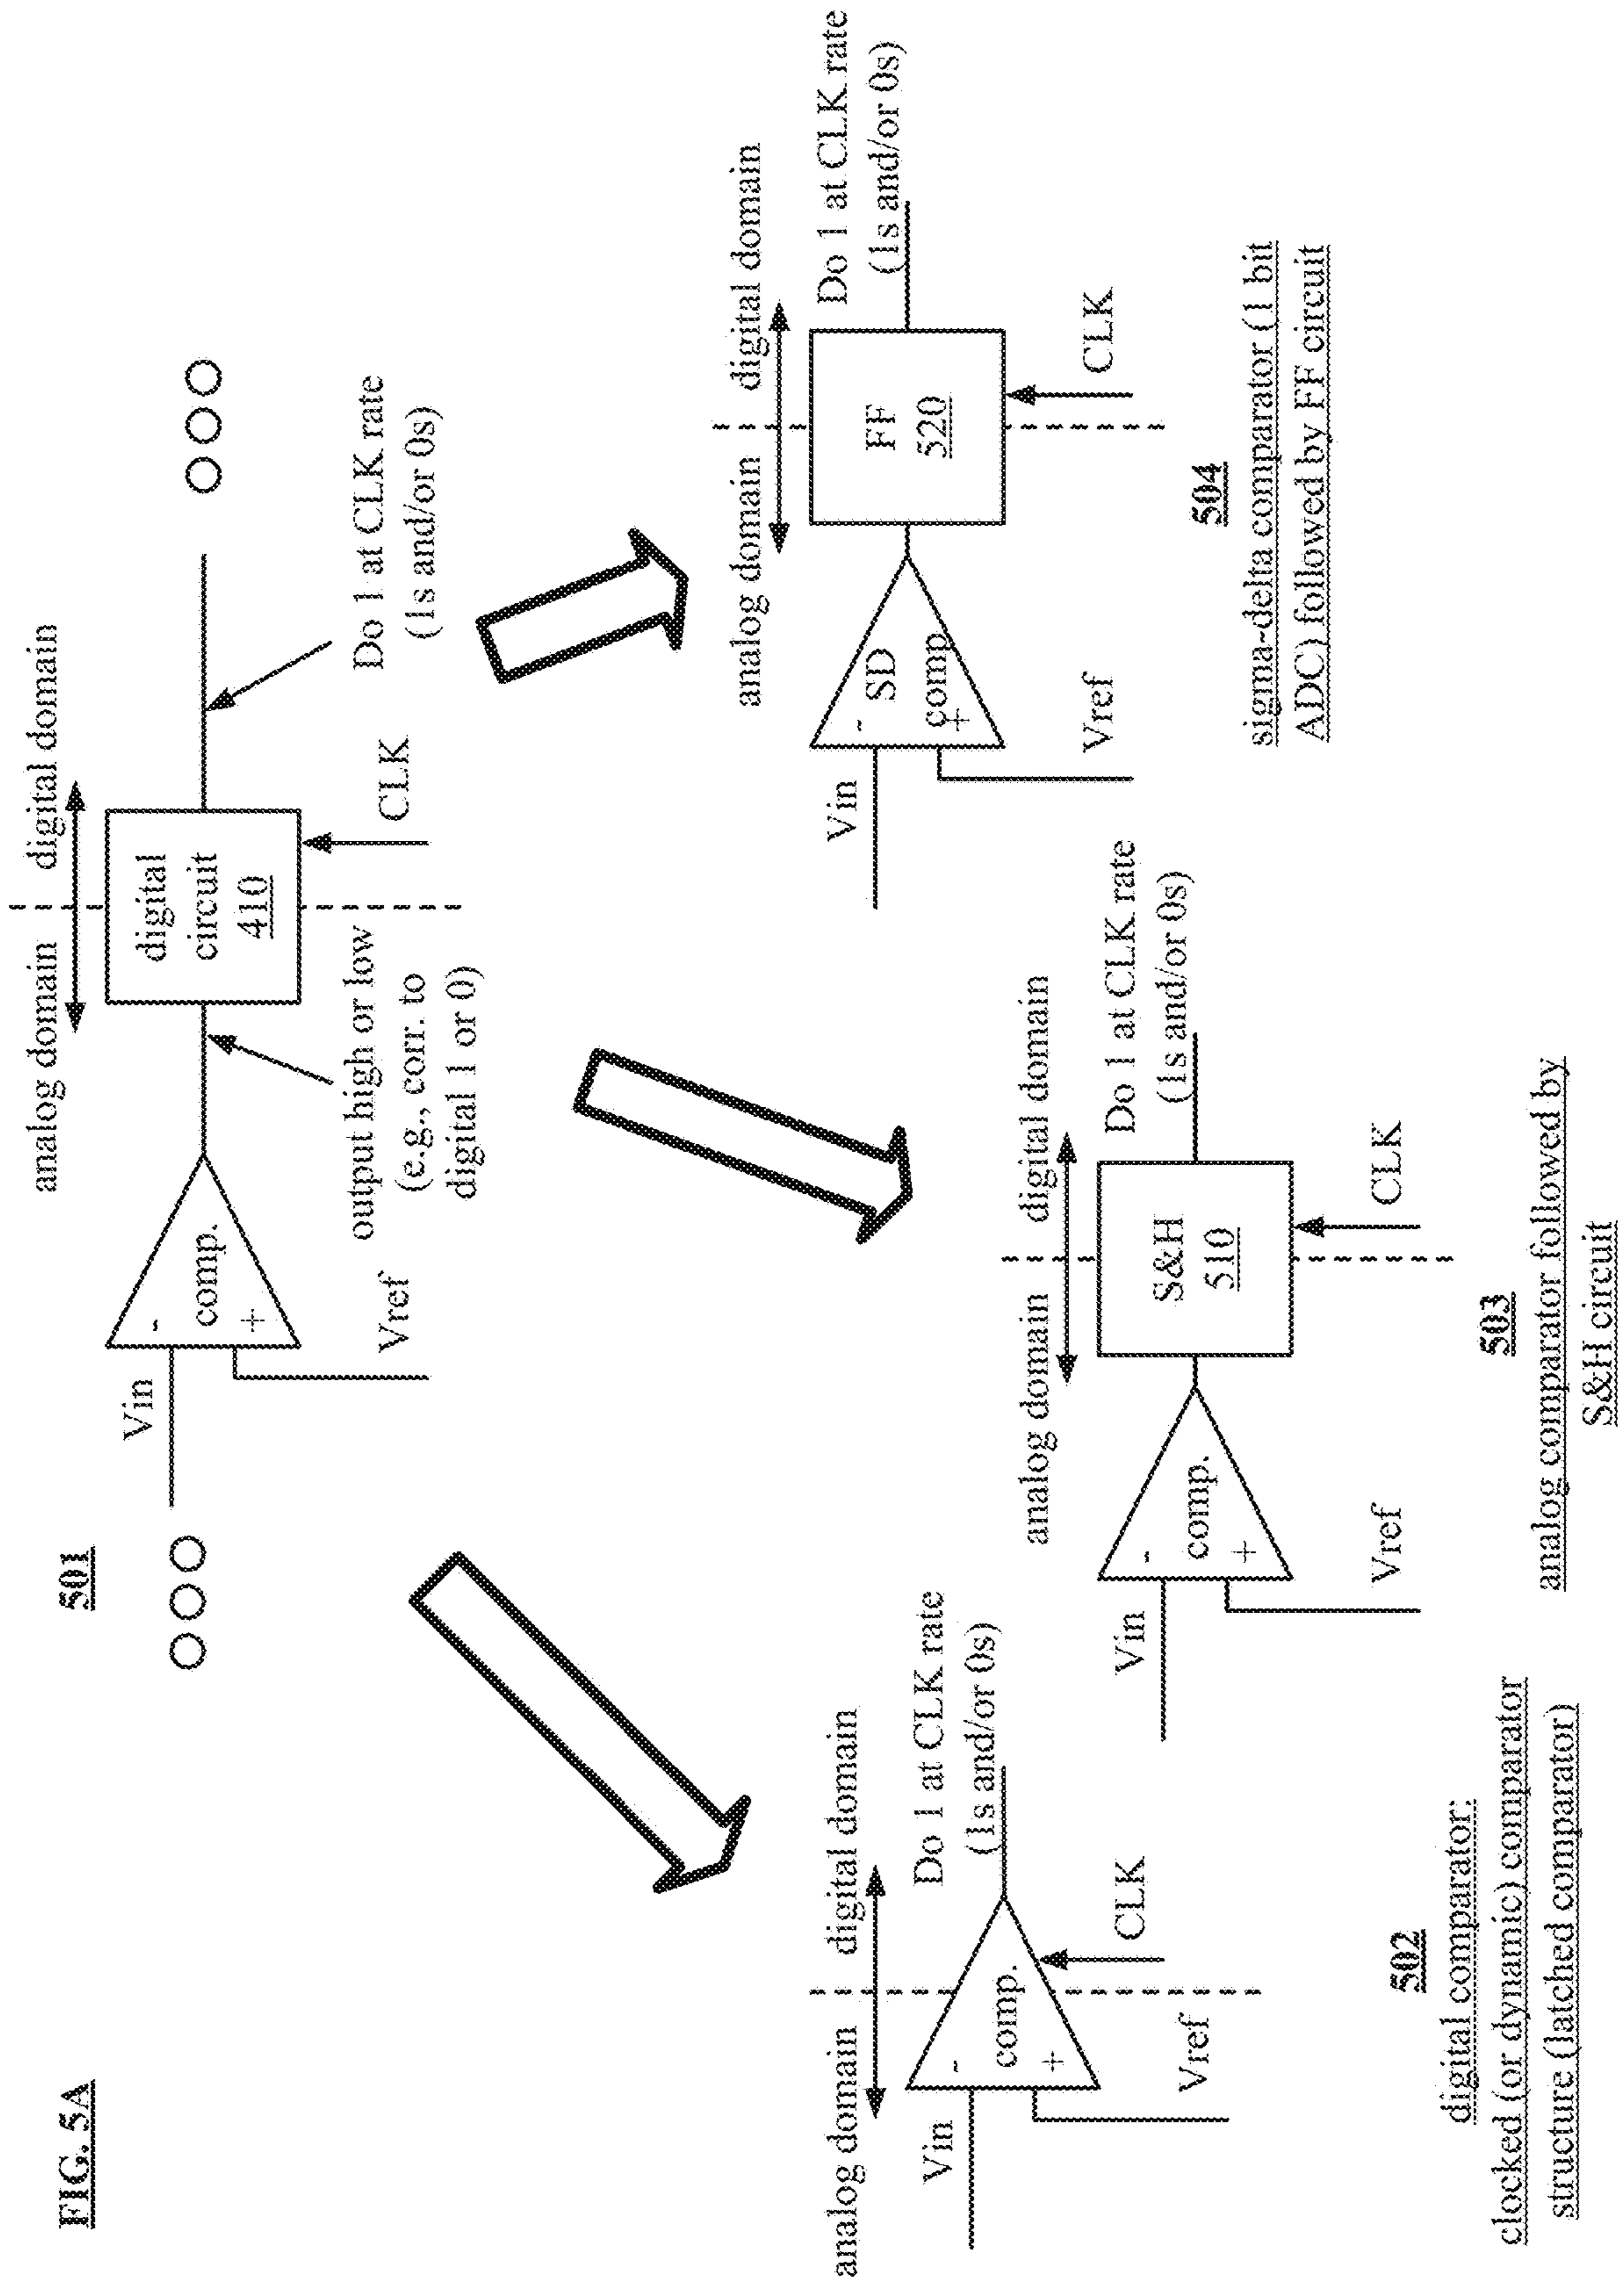 FIG. 5A
501
analog domain
digital domain
Vin
-
comp.
+
Vref
digital
circuit
410
CLK
output high or low
(e.g., corr. to
digital 1 or 0)
Do 1 at CLK rate
(1s and/or 0s)
analog domain
digital domain
Vin
-
comp.
+
Vref
CLK
Do 1 at CLK rate
(1s and/or 0s)
502
digital comparator:
clocked (or dynamic) comparator
structure (latched comparator)
analog domain
digital domain
Vin
-
comp.
+
Vref
S&H
510
CLK
Do 1 at CLK rate
(1s and/or 0s)
503
analog comparator followed by
S&H circuit
analog domain
digital domain
Vin
-
SD
comp.
+
Vref
FF
520
CLK
Do 1 at CLK rate
(1s and/or 0s)
504
sigma-delta comparator (1 bit
ADC) followed by FF circuit